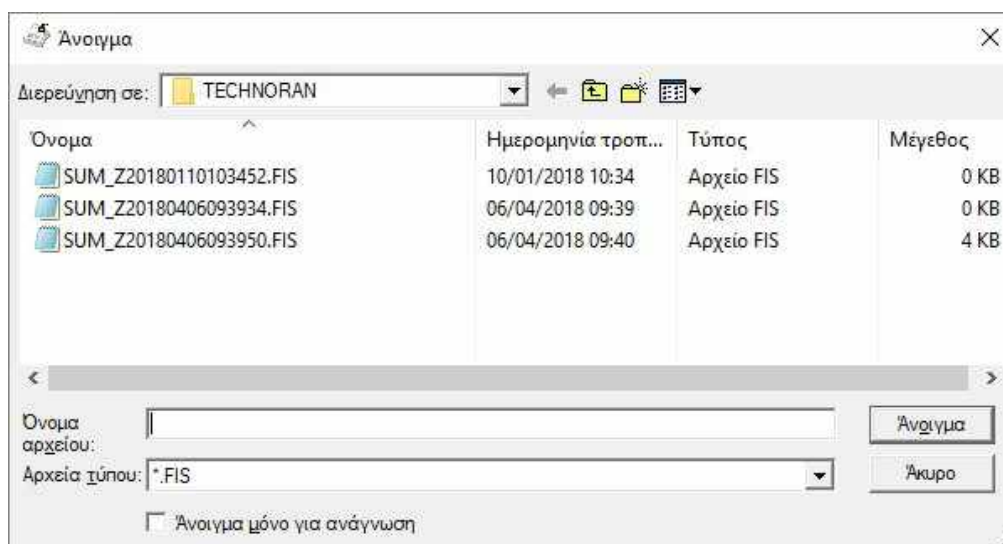 Άνοιγμα
Διερεύνηση σε: TECHNORAN
Όνομα Ημερομηνία τροπ... Τύπος Μέγεθος
SUM_Z20180110103452.FIS 10/01/2018 10:34 Αρχείο FIS 0 KB
SUM_Z20180406093934.FIS 06/04/2018 09:39 Αρχείο FIS 0 KB
SUM_Z20180406093950.FIS 06/04/2018 09:40 Αρχείο FIS 4 KB
Όνομα αρχείου: Άνοιγμα
Αρχεία τύπου: *.FIS Άκυρο
Άνοιγμα μόνο για ανάγνωση